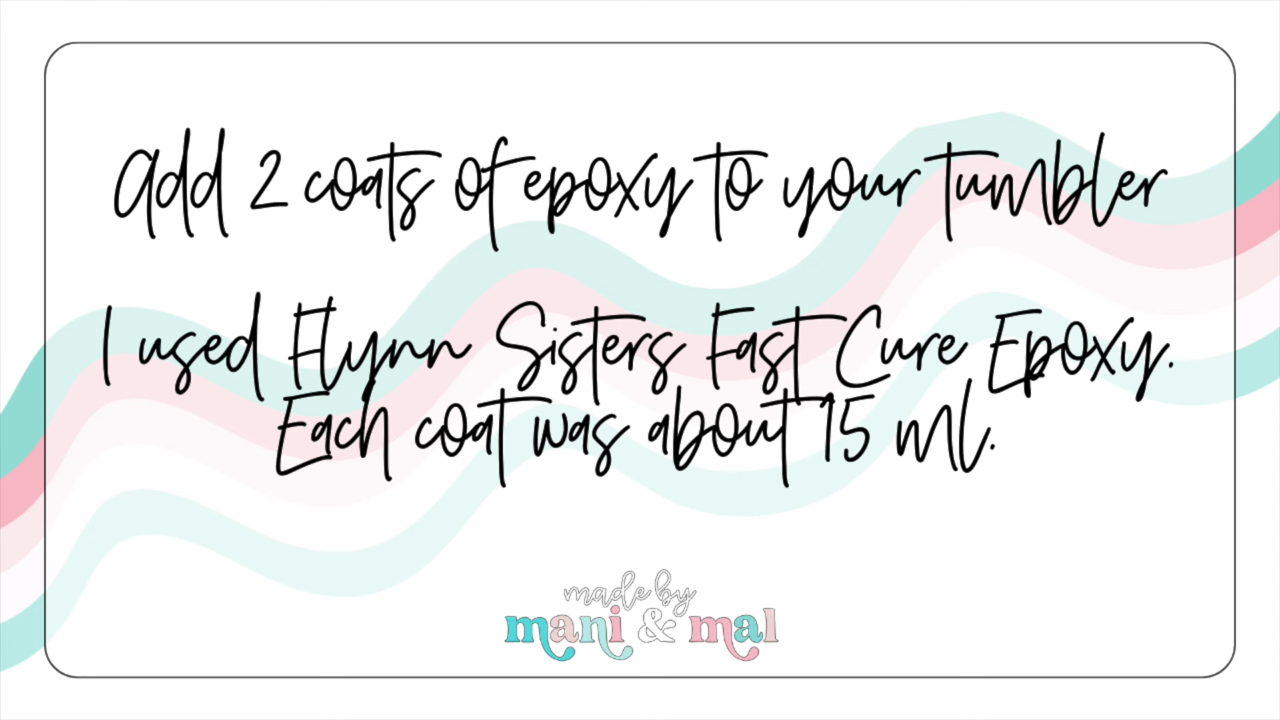 Add 2 coats of epoxy to your tumbler
I used Flynn Sisters Fast Cure Epoxy.
Each coat was about 15 ml.
made by
mani & mal